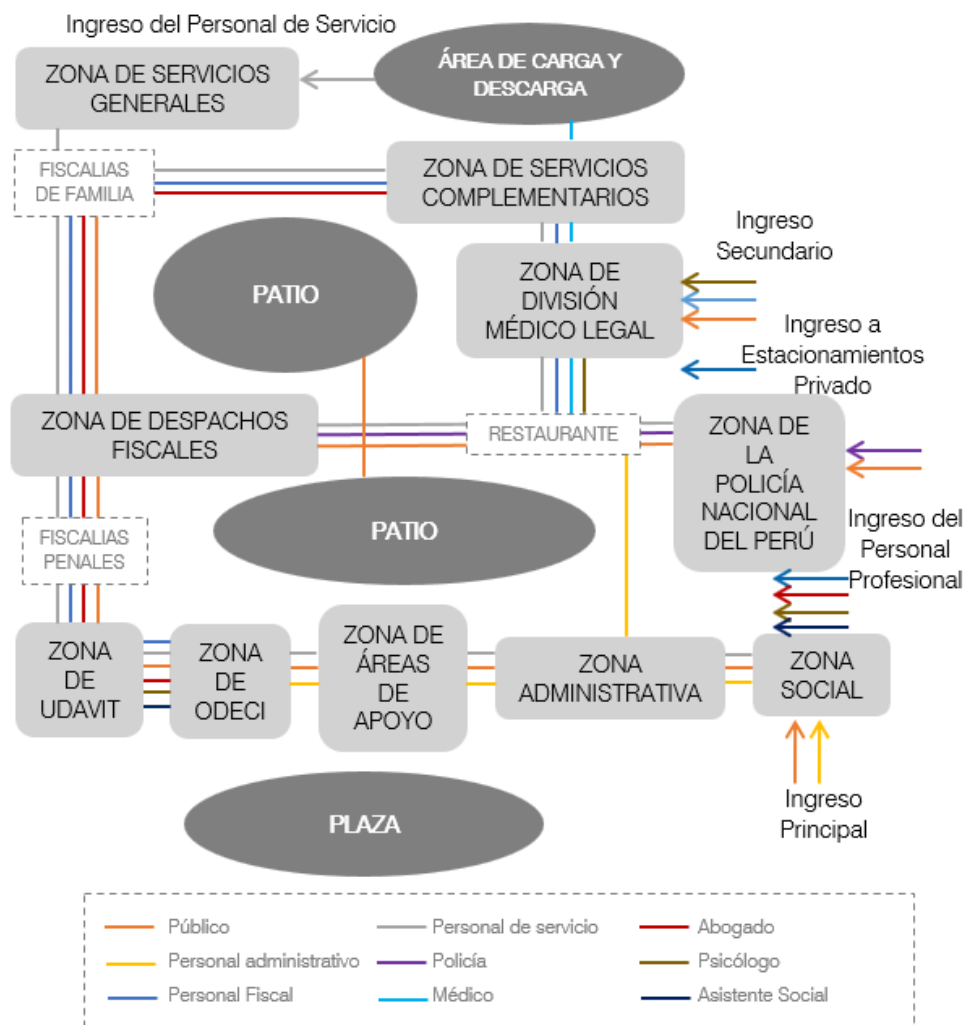 Ingreso del Personal de Servicio
ÁREA DE CARGA Y
DESCARGA
ZONA DE SERVICIOS
GENERALES
FISCALIAS
DE FAMILIA
ZONA DE SERVICIOS
COMPLEMENTARIOS
Ingreso
Secundario
PATIO
ZONA DE
DIVISIÓN
MÉDICO LEGAL
Ingreso a
Estacionamientos
Privado
ZONA DE DESPACHOS
FISCALES
RESTAURANTE
ZONA DE
LA
POLICÍA
NACIONAL
DEL PERÚ
PATIO
FISCALIAS
PENALES
Ingreso del
Personal
Profesional
ZONA
DE
UDAVIT
ZONA
DE
ODECI
ZONA DE
ÁREAS
DE
APOYO
ZONA
ADMINISTRATIVA
ZONA
SOCIAL
Ingreso
Principal
PLAZA
Público
Personal de servicio
Abogado
Personal administrativo
Policía
Psicólogo
Personal Fiscal
Médico
Asistente Social